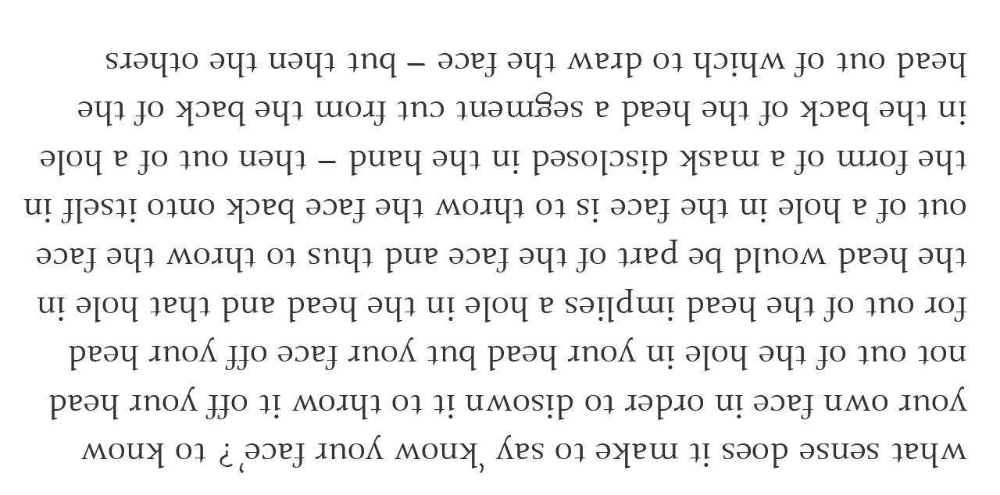 what sense does it make to say ‘know your face’? to know
your own face in order to disown it to throw it off your head
not out of the hole in your head but your face off your head
for out of the head implies a hole in the head and that hole in
the head would be part of the face and thus to throw the face
out of a hole in the face is to throw the face back onto itself in
the form of a mask disclosed in the hand – then out of a hole
in the back of the head a segment cut from the back of the
head out of which to draw the face – but then the others